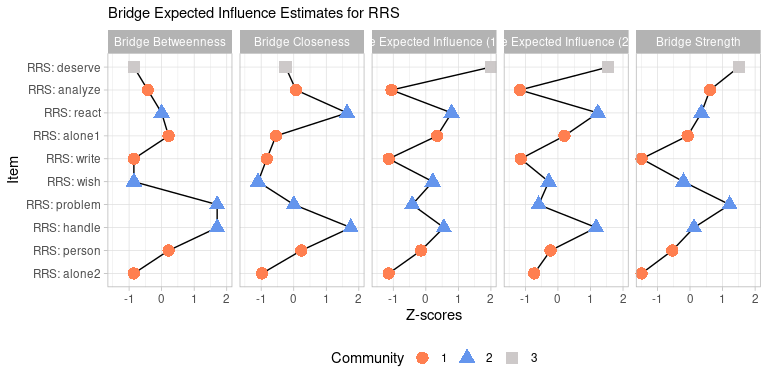 Bridge Expected Influence Estimates for RRS
Bridge Betweenness Bridge Closeness e Expected Influence (1 e Expected Influence (2 Bridge Strength
RRS: deserve
RRS: analyze
RRS: react
RRS: alone1
RRS: write
RRS: wish
RRS: problem
RRS: handle
RRS: person
RRS: alone2
Item
-1 0 1 2 -1 0 1 2 -1 0 1 2 -1 0 1 2 -1 0 1 2
Z-scores
Community 1 2 3